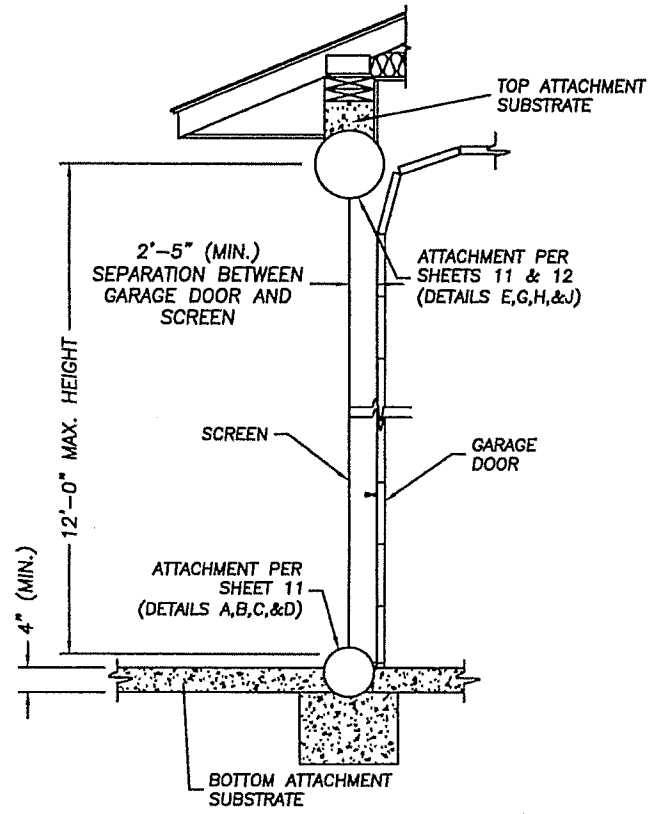 TOP ATTACHMENT
SUBSTRATE
2'-5" (MIN.)
SEPARATION BETWEEN
GARAGE DOOR AND
SCREEN
ATTACHMENT PER
SHEETS 11 & 12
(DETAILS E,G,H,&J)
12'-0" MAX. HEIGHT
SCREEN
GARAGE
DOOR
4" (MIN.)
ATTACHMENT PER
SHEET 11
(DETAILS A,B,C,&D)
BOTTOM ATTACHMENT
SUBSTRATE